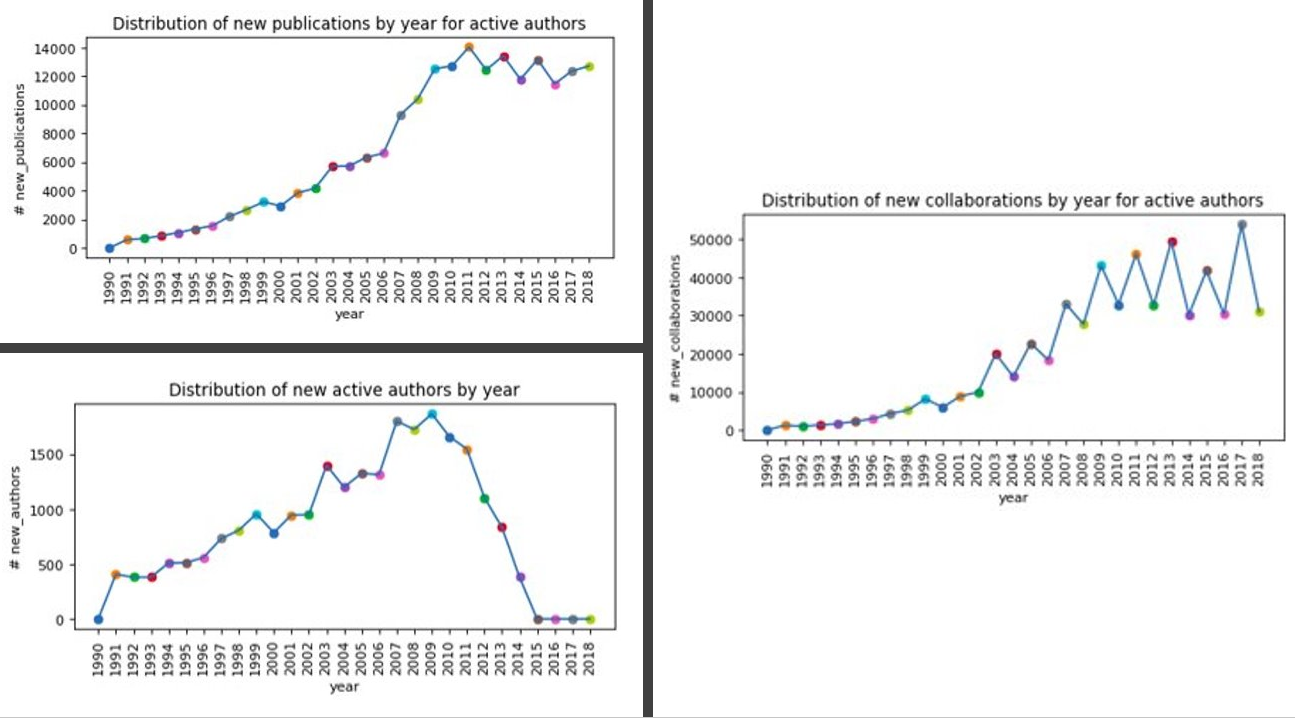 Distribution of new publications by year for active authors
# new_publications
14000
12000
10000
8000
6000
4000
2000
0
1990 1991 1992 1993 1994 1995 1996 1997 1998 1999 2000 2001 2002 2003 2004 2005 2006 2007 2008 2009 2010 2011 2012 2013 2014 2015 2016 2017 2018
year
Distribution of new active authors by year
# new_authors
1500
1000
500
0
1990 1991 1992 1993 1994 1995 1996 1997 1998 1999 2000 2001 2002 2003 2004 2005 2006 2007 2008 2009 2010 2011 2012 2013 2014 2015 2016 2017 2018
year
Distribution of new collaborations by year for active authors
# new_collaborations
50000
40000
30000
20000
10000
0
1990 1991 1992 1993 1994 1995 1996 1997 1998 1999 2000 2001 2002 2003 2004 2005 2006 2007 2008 2009 2010 2011 2012 2013 2014 2015 2016 2017 2018
year